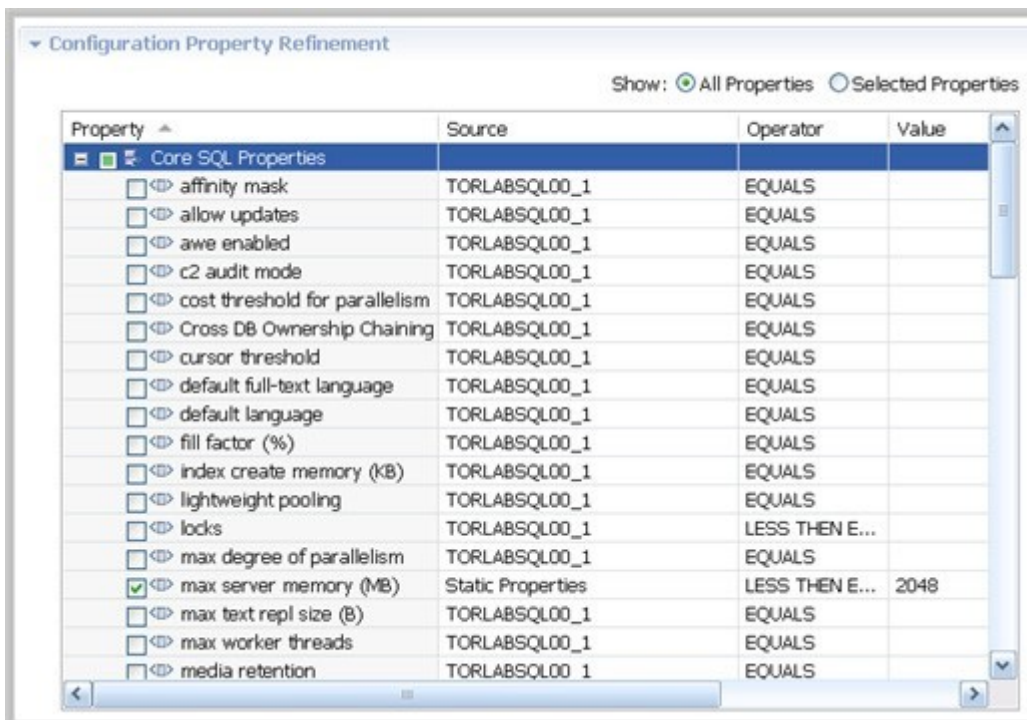 Configuration Property Refinement
Show: All Properties Selected Properties
Property Source Operator Value
Core SQL Properties
affinity mask TORLABSQL00_1 EQUALS
allow updates TORLABSQL00_1 EQUALS
awe enabled TORLABSQL00_1 EQUALS
c2 audit mode TORLABSQL00_1 EQUALS
cost threshold for parallelism TORLABSQL00_1 EQUALS
Cross DB Ownership Chaining TORLABSQL00_1 EQUALS
cursor threshold TORLABSQL00_1 EQUALS
default full-text language TORLABSQL00_1 EQUALS
default language TORLABSQL00_1 EQUALS
fill factor (%) TORLABSQL00_1 EQUALS
index create memory (KB) TORLABSQL00_1 EQUALS
lightweight pooling TORLABSQL00_1 EQUALS
locks TORLABSQL00_1 LESS THEN E...
max degree of parallelism TORLABSQL00_1 EQUALS
max server memory (MB) Static Properties LESS THEN E... 2048
max text repl size (B) TORLABSQL00_1 EQUALS
max worker threads TORLABSQL00_1 EQUALS
media retention TORLABSQL00_1 EQUALS